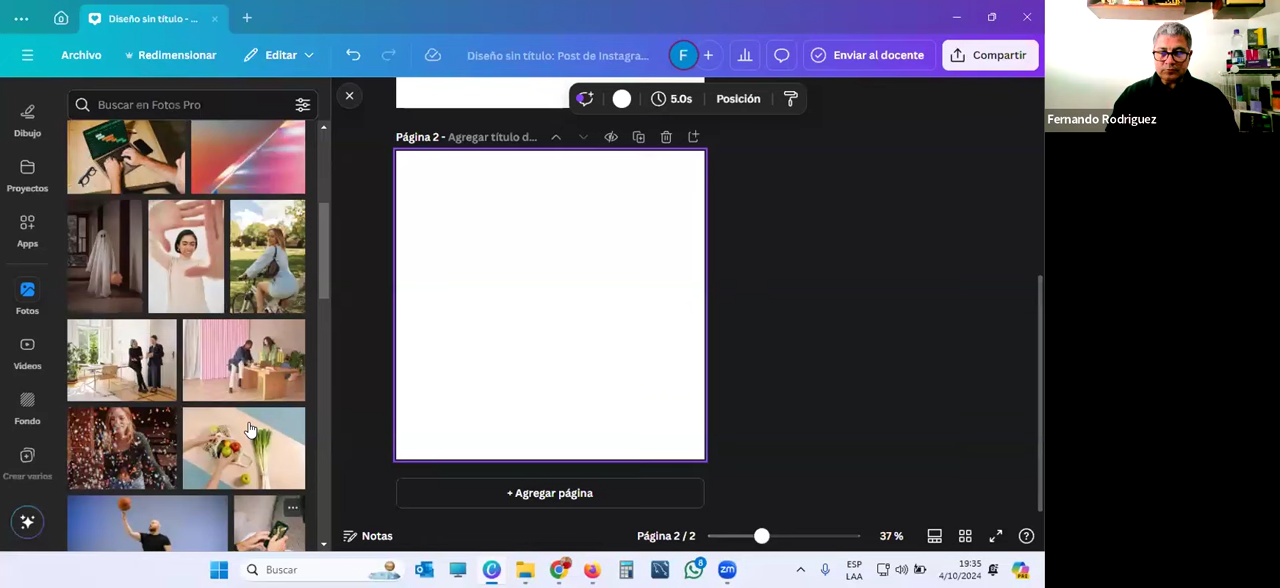 Diseño sin título - ...
Archivo
Redimensionar
Editar
Diseño sin título: Post de Instagra...
F
Enviar al docente
Compartir
Buscar en Fotos Pro
5.0s
Posición
Fernando Rodriguez
Dibujo
Página 2 - Agregar título d...
Proyectos
Apps
Fotos
Videos
Fondo
Crear varios
+ Agregar página
Notas
Página 2 / 2
37 %
Buscar
zm
8
ESP
LAA
19:35
4/10/2024